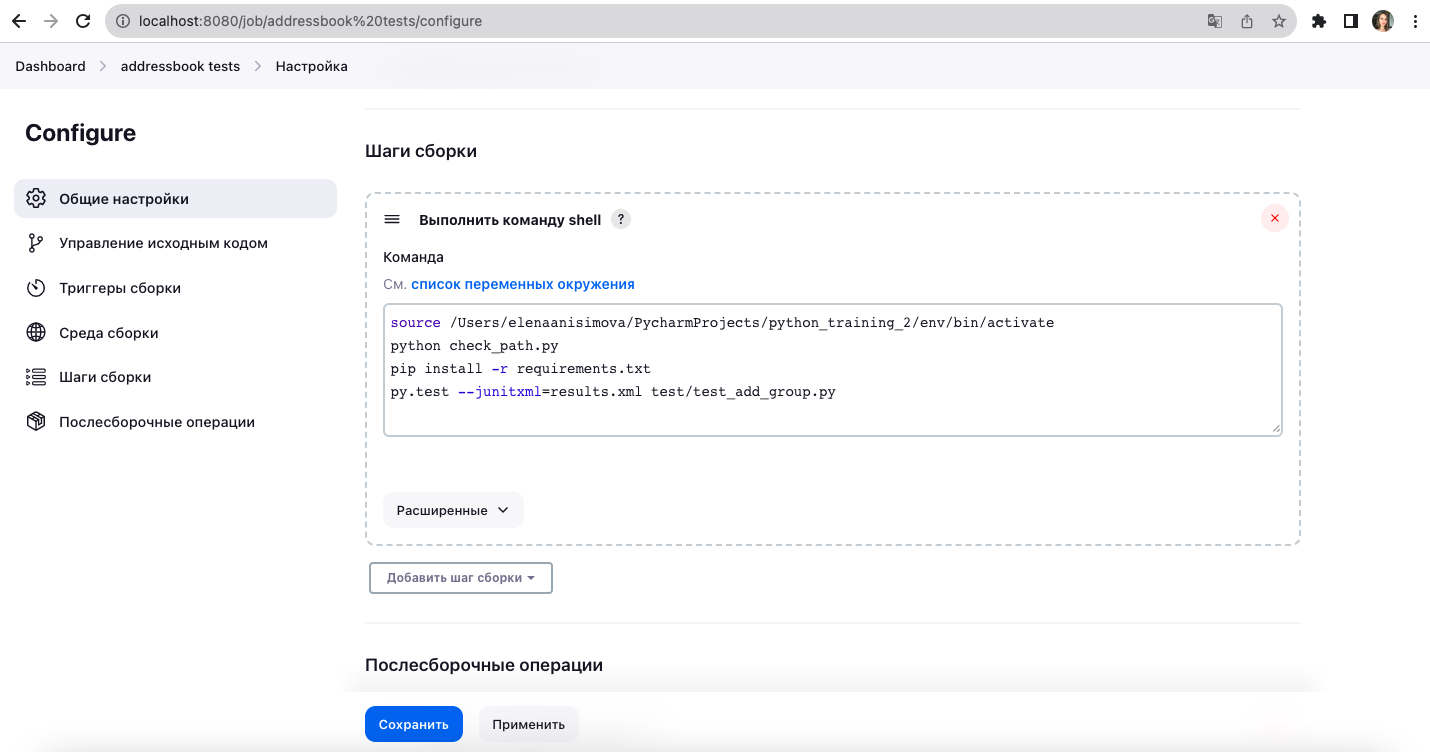 localhost:8080/job/addressbook%20tests/configure
Dashboard > addressbook tests > Настройка
Configure
Общие настройки
Управление исходным кодом
Триггеры сборки
Среда сборки
Шаги сборки
Послесборочные операции
Шаги сборки
Выполнить команду shell ?
Команда
См. список переменных окружения
source /Users/elenaanisimova/PycharmProjects/python_training_2/env/bin/activate
python check_path.py
pip install -r requirements.txt
py.test --junitxml=results.xml test/test_add_group.py
Расширенные
Добавить шаг сборки
Послесборочные операции
Сохранить
Применить